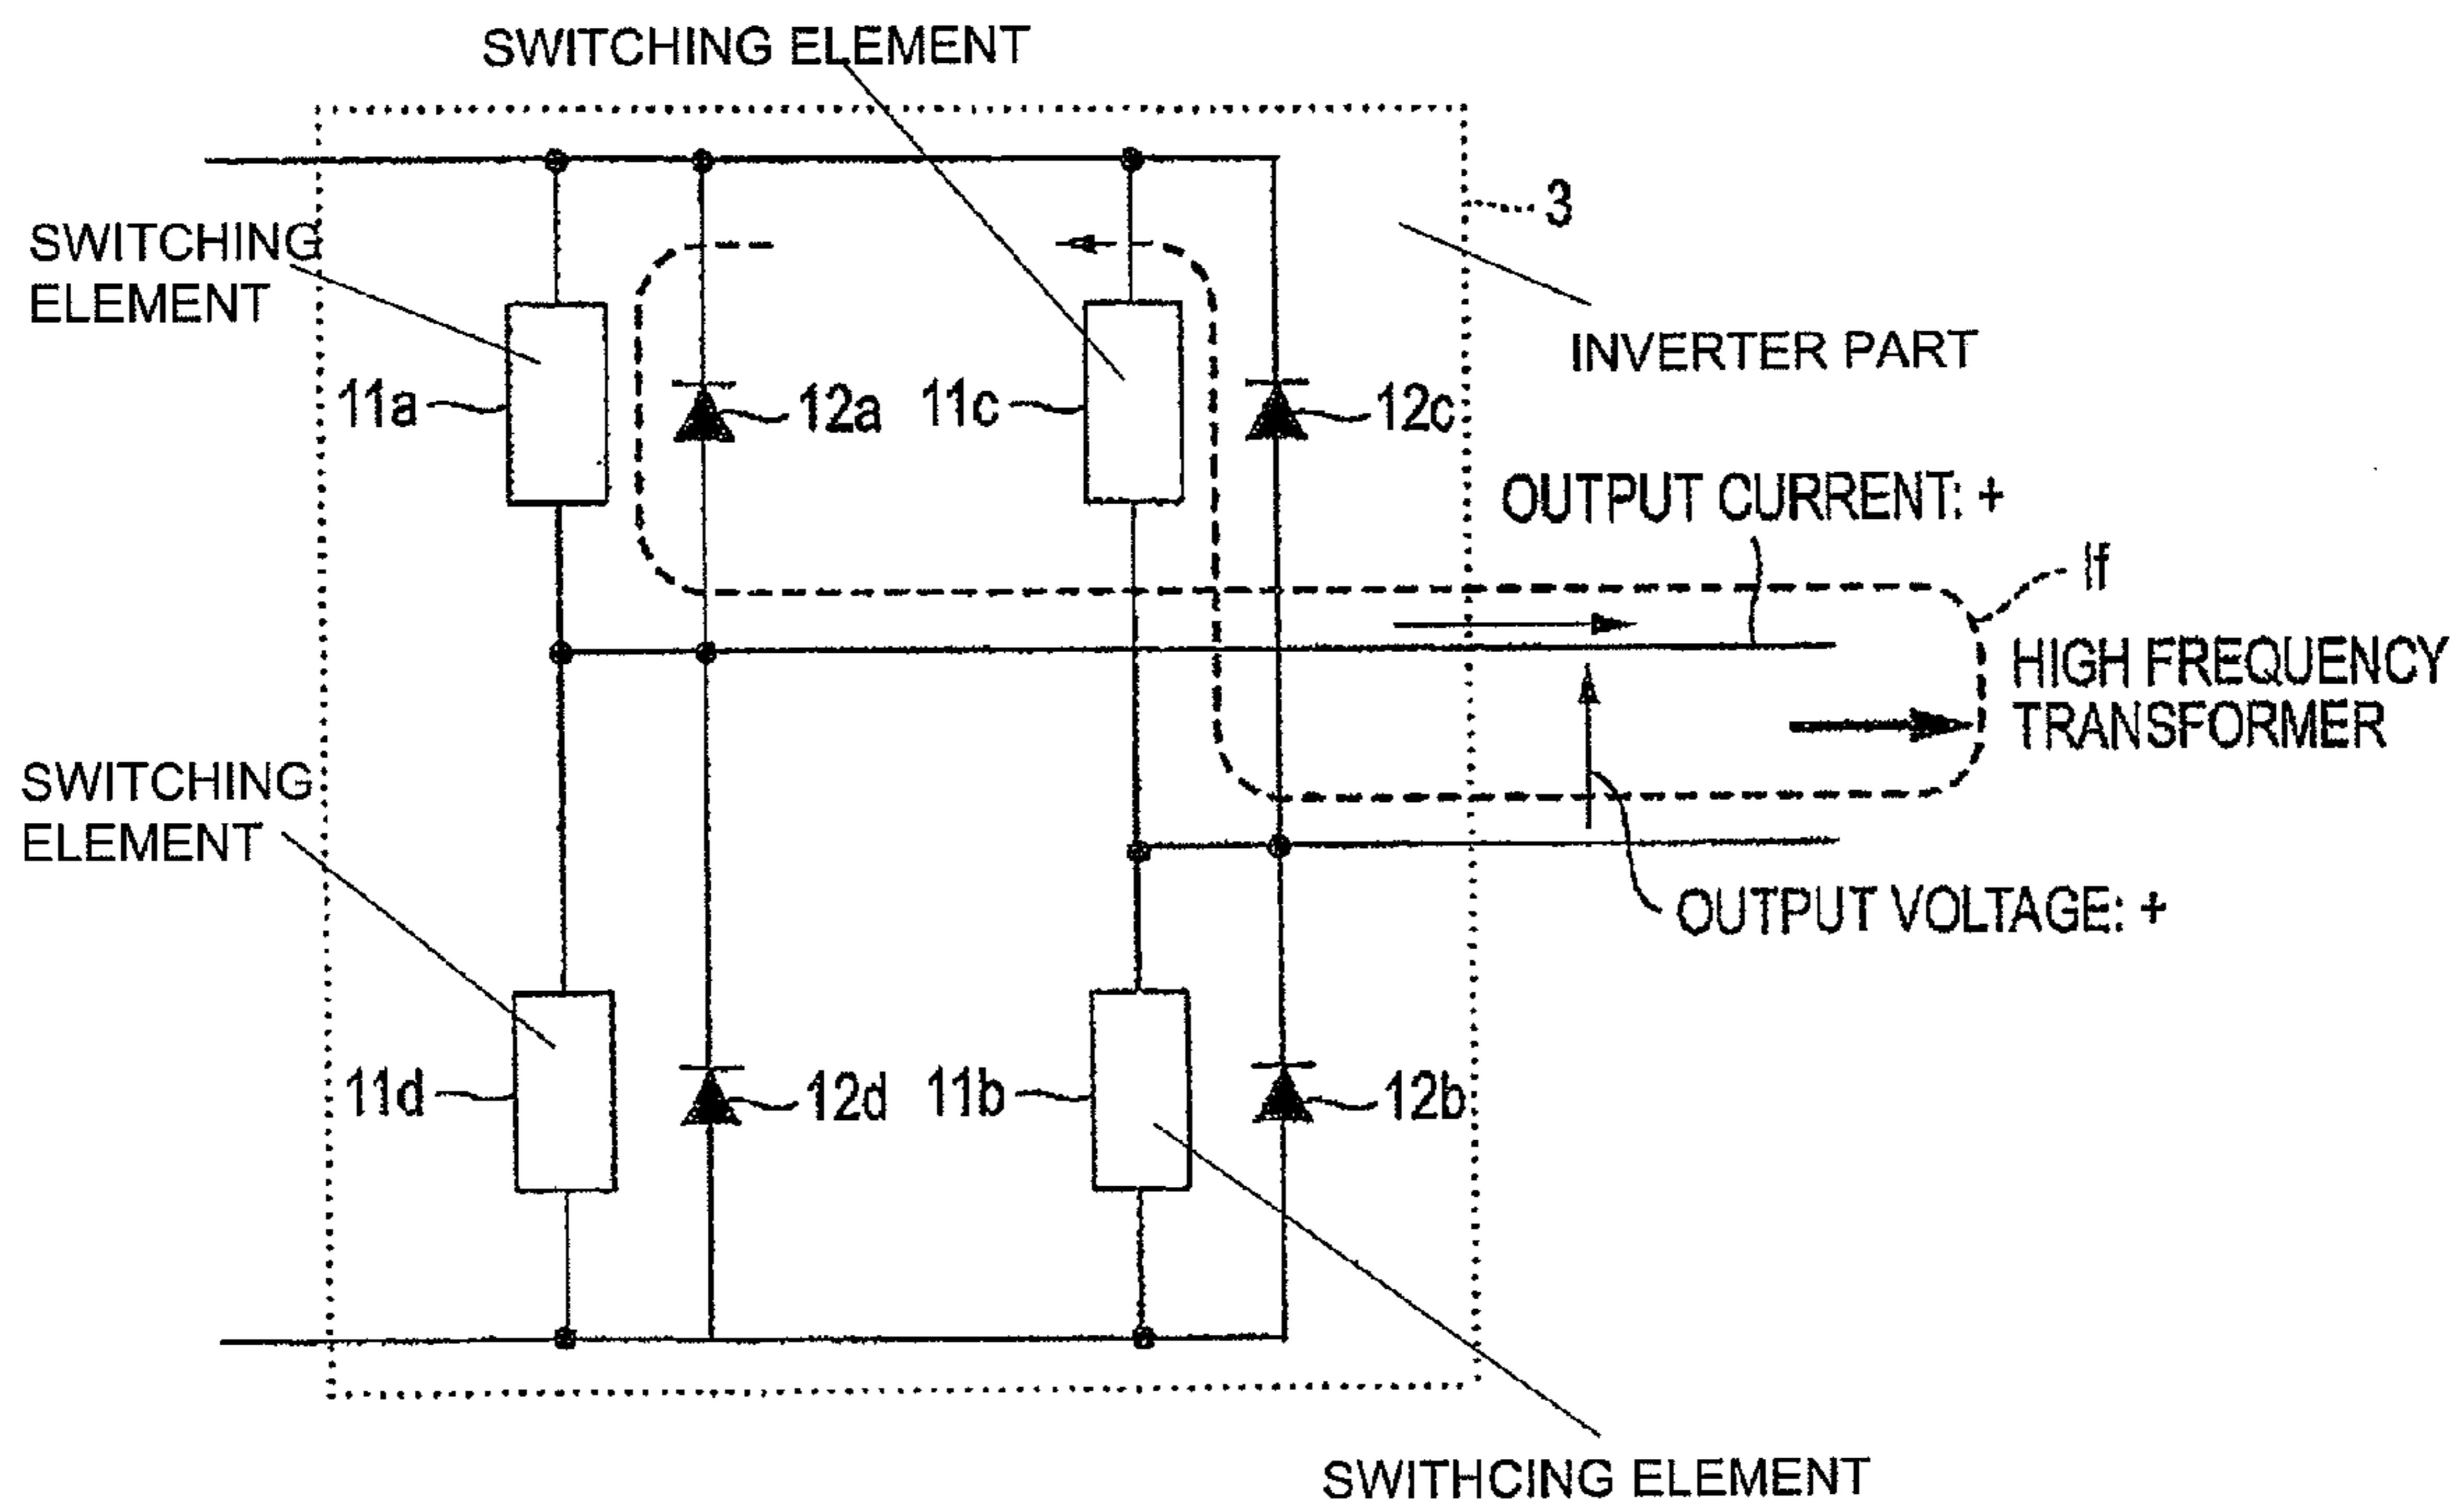 SWITCHING ELEMENT
3
SWITCHING
ELEMENT
INVERTER PART
11a
12a
11c
12c
OUTPUT CURRENT: +
If
HIGH FREQUENCY
TRANSFORMER
SWITCHING
ELEMENT
OUTPUT VOLTAGE: +
11d
12d
11b
12b
SWITHCING ELEMENT